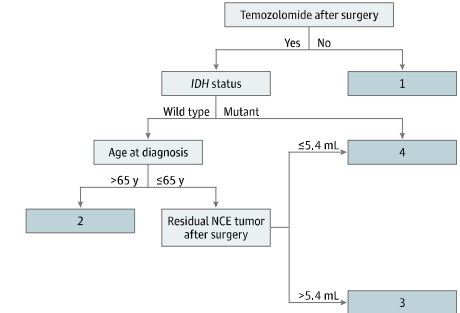 Temozolomide after surgery
Yes No
IDH status
1
Wild type Mutant
Age at diagnosis
≤5.4 mL
4
>65 y ≤65 y
2
Residual NCE tumor
after surgery
>5.4 mL
3